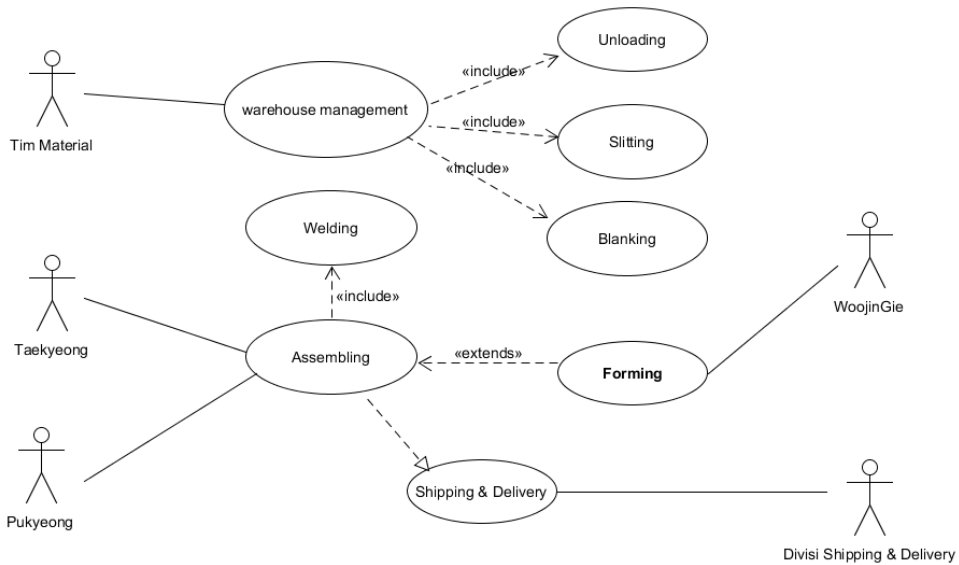 Unloading
«include»
Tim Material
warehouse management
«include»
Slitting
«include»
Welding
Blanking
WoojinGie
«include»
Taekyeong
Assembling
«extends»
Forming
Pukyeong
Shipping & Delivery
Divisi Shipping & Delivery